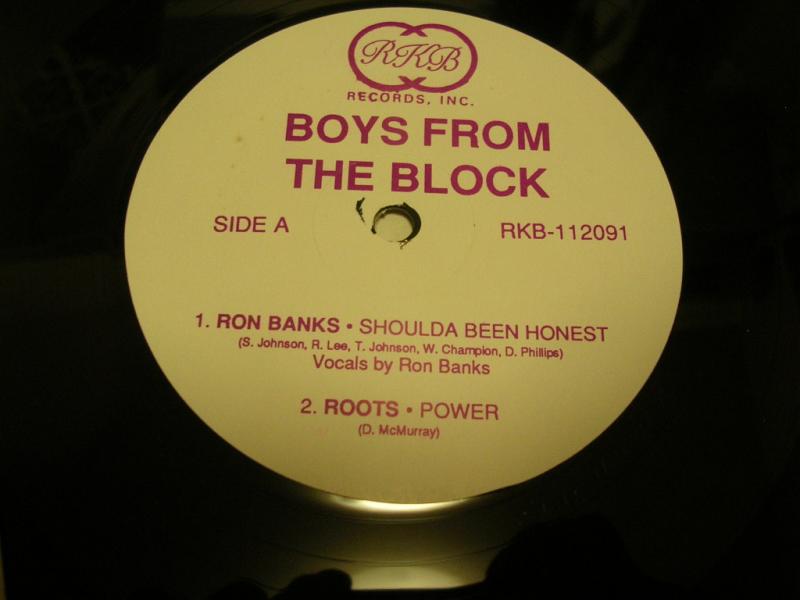 RKB
RECORDS, INC.
BOYS FROM
THE BLOCK
SIDE A
RKB-112091
1. RON BANKS • SHOULDA BEEN HONEST
(S. Johnson, R. Lee, T. Johnson, W. Champion, D. Phillips)
Vocals by Ron Banks
2. ROOTS • POWER
(D. McMurray)